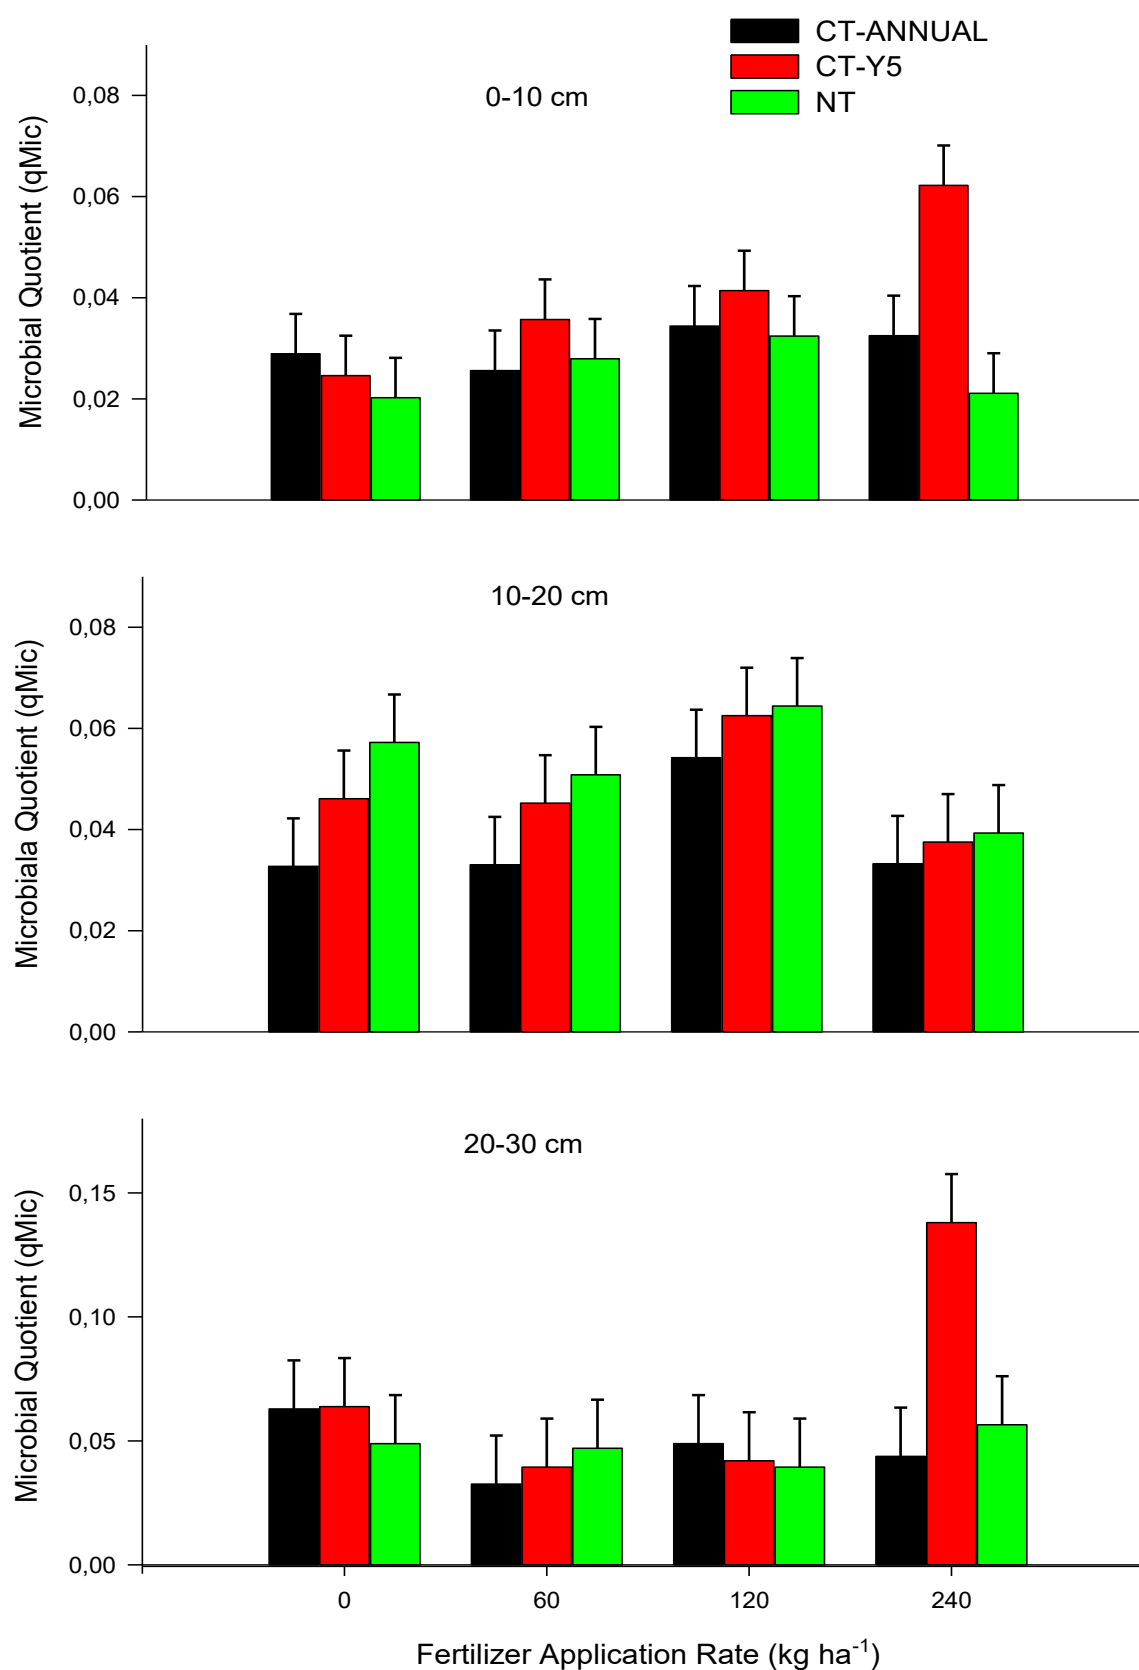 CT-ANNUAL
CT-Y5
NT
0-10 cm
Microbial Quotient (qMic)
0,08
0,06
0,04
0,02
0,00
10-20 cm
Microbiala Quotient (qMic)
0,08
0,06
0,04
0,02
0,00
20-30 cm
Microbial Quotient (qMic)
0,15
0,10
0,05
0,00
0 60 120 240
Fertilizer Application Rate (kg ha⁻¹)